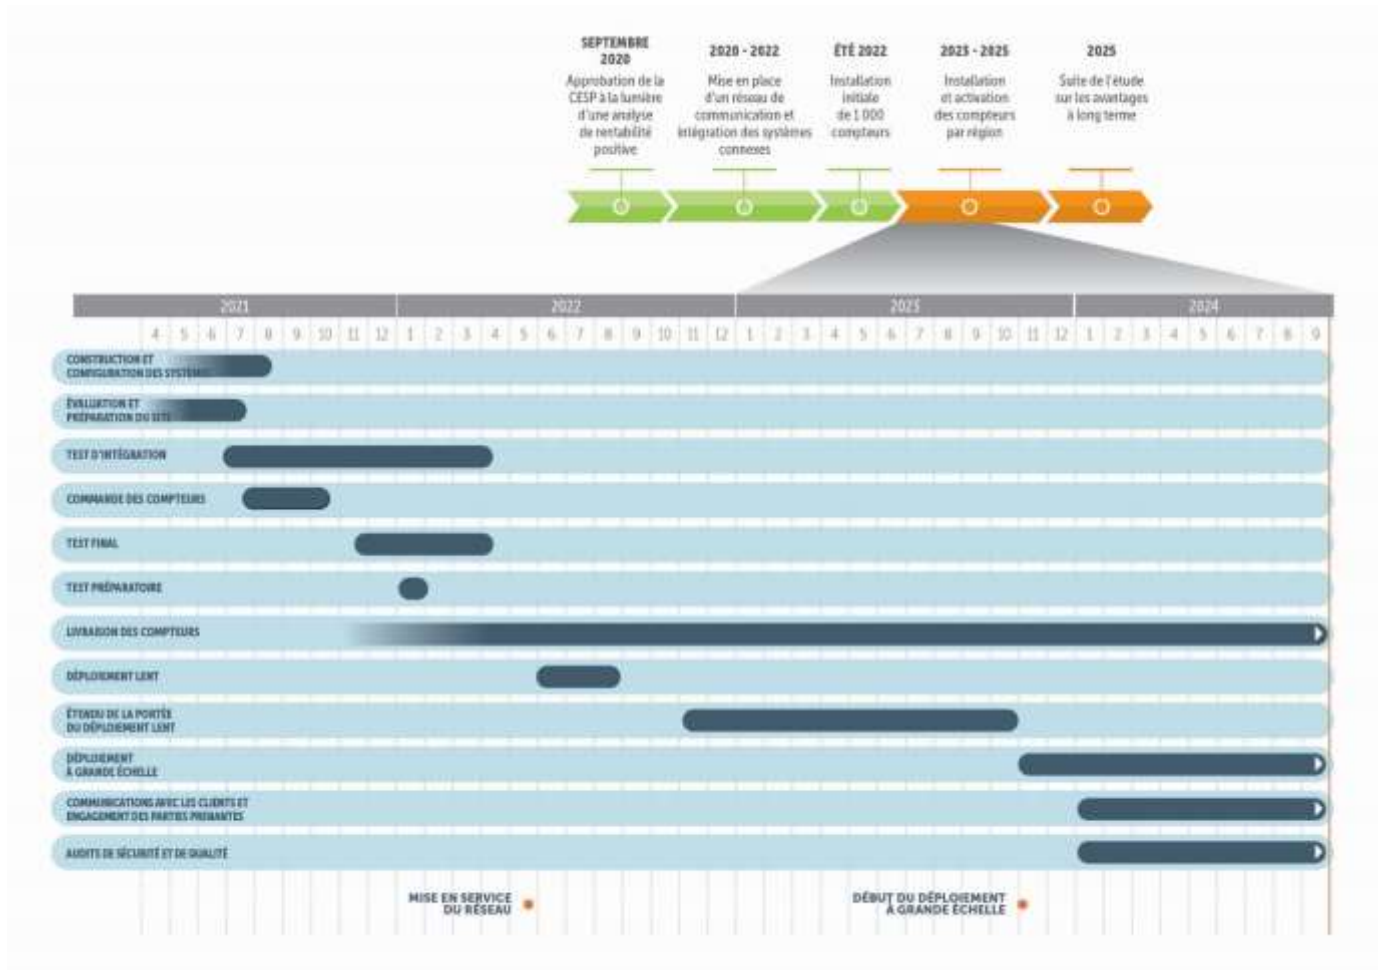 SEPTEMBRE
2020
Approbation de la
CESP à la lumière
d'une analyse
de rentabilité
positive
2020 - 2022
Mise en place
d'un réseau de
communication et
intégration des systèmes
connexes
ÉTÉ 2022
Installation
initiale
de 1 000
compteurs
2023 - 2025
Installation
et activation
des compteurs
par région
2025
Suite de l'étude
sur les avantages
à long terme
2021 2022 2023 2024
4 5 6 7 8 9 10 11 12 1 2 3 4 5 6 7 8 9 10 11 12 1 2 3 4 5 6 7 8 9 10 11 12 1 2 3 4 5 6 7 8 9
CONSTRUCTION ET
CONFIGURATION DES SYSTÈMES
ÉVALUATION ET
PRÉPARATION DU SITE
TEST D'INTÉGRATION
COMMANDE DES COMPTEURS
TEST FINAL
TEST PRÉPARATOIRE
LIVRAISON DES COMPTEURS
DÉPLOIEMENT LENT
ÉTENDU DE LA PORTÉE
DU DÉPLOIEMENT LENT
DÉPLOIEMENT
À GRANDE ÉCHELLE
COMMUNICATIONS AVEC LES CLIENTS ET
ENGAGEMENT DES PARTIES PRENANTES
AUDITS DE SÉCURITÉ ET DE QUALITÉ
MISE EN SERVICE
DU RÉSEAU
DÉBUT DU DÉPLOIEMENT
À GRANDE ÉCHELLE